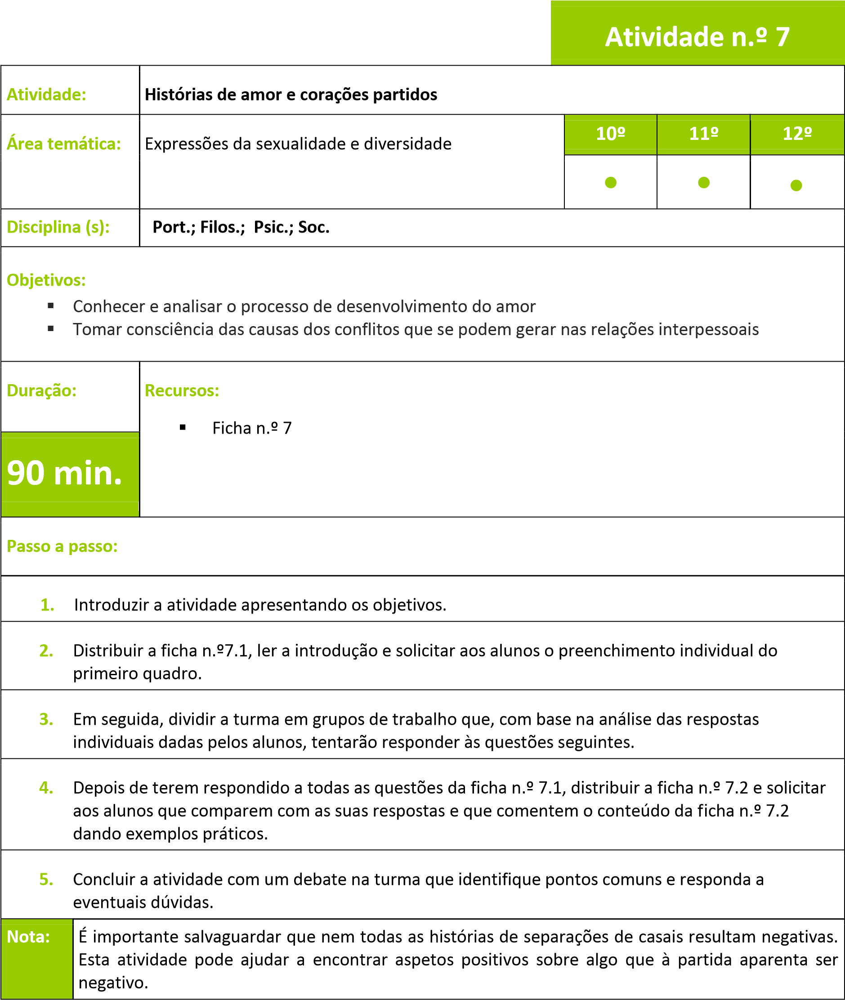 Atividade n.º 7
Atividade:
Histórias de amor e corações partidos
Área temática:
Expressões da sexualidade e diversidade
10º
11º
12º
Disciplina (s):
Port.; Filos.; Psic.; Soc.
Objetivos:
Conhecer e analisar o processo de desenvolvimento do amor
Tomar consciência das causas dos conflitos que se podem gerar nas relações interpessoais
Duração:
Recursos:
Ficha n.º 7
90 min.
Passo a passo:
1. Introduzir a atividade apresentando os objetivos.
2. Distribuir a ficha n.º7.1, ler a introdução e solicitar aos alunos o preenchimento individual do
primeiro quadro.
3. Em seguida, dividir a turma em grupos de trabalho que, com base na análise das respostas
individuais dadas pelos alunos, tentarão responder às questões seguintes.
4. Depois de terem respondido a todas as questões da ficha n.º 7.1, distribuir a ficha n.º 7.2 e solicitar
aos alunos que comparem com as suas respostas e que comentem o conteúdo da ficha n.º 7.2
dando exemplos práticos.
5. Concluir a atividade com um debate na turma que identifique pontos comuns e responda a
eventuais dúvidas.
Nota:
É importante salvaguardar que nem todas as histórias de separações de casais resultam negativas.
Esta atividade pode ajudar a encontrar aspetos positivos sobre algo que à partida aparenta ser
negativo.